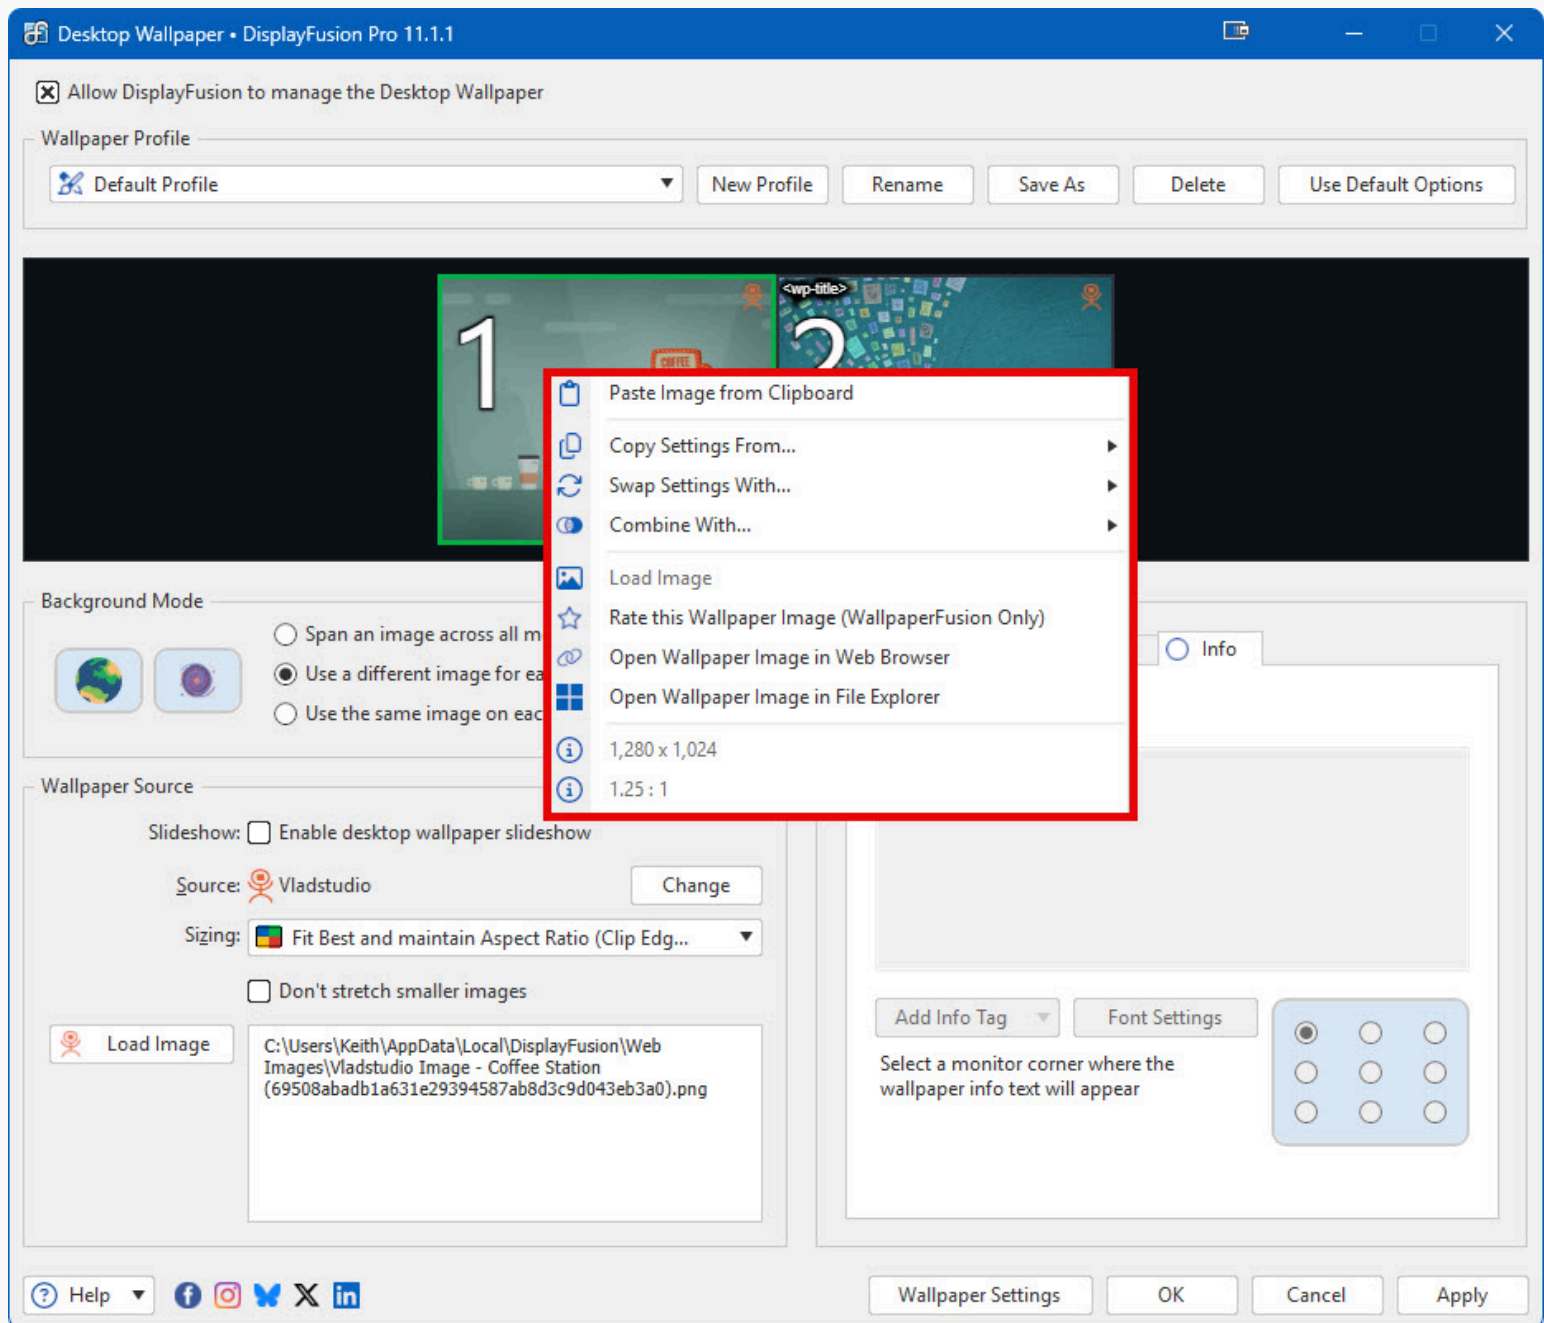 Desktop Wallpaper • DisplayFusion Pro 11.1.1
Allow DisplayFusion to manage the Desktop Wallpaper
Wallpaper Profile
Default Profile
New Profile
Rename
Save As
Delete
Use Default Options
1
<wp-title>
2
COFFEE
Paste Image from Clipboard
Copy Settings From...
Swap Settings With...
Combine With...
Load Image
Rate this Wallpaper Image (WallpaperFusion Only)
Open Wallpaper Image in Web Browser
Open Wallpaper Image in File Explorer
1,280 x 1,024
1.25 : 1
Background Mode
Span an image across all m
Use a different image for ea
Use the same image on eac
Info
Wallpaper Source
Slideshow:
Enable desktop wallpaper slideshow
Source:
Vladstudio
Change
Sizing:
Fit Best and maintain Aspect Ratio (Clip Edg...
Don't stretch smaller images
Load Image
C:\Users\Keith\AppData\Local\DisplayFusion\Web
Images\Vladstudio Image - Coffee Station
(69508abadb1a631e29394587ab8d3c9d043eb3a0).png
Add Info Tag
Font Settings
Select a monitor corner where the
wallpaper info text will appear
Help
Wallpaper Settings
OK
Cancel
Apply